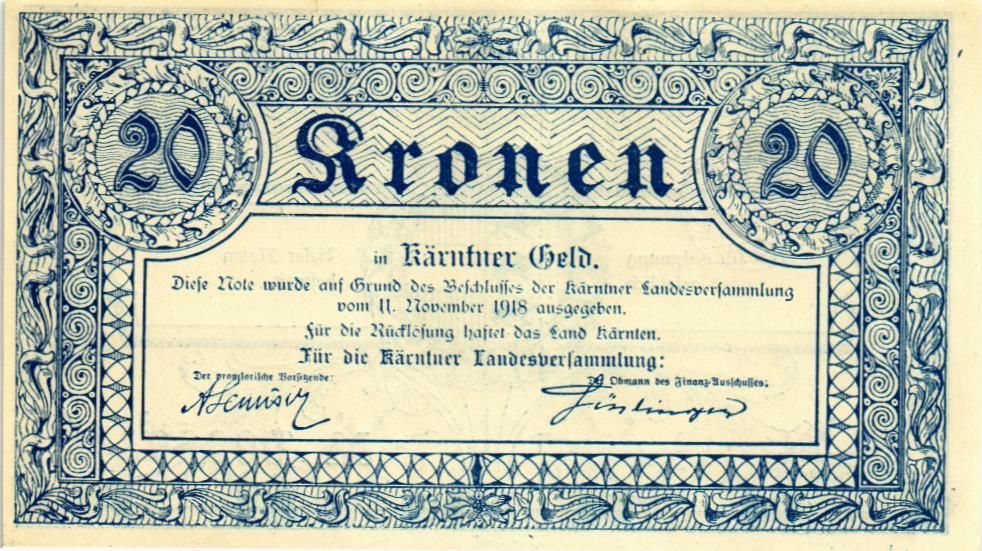 20 Kronen 20
in Kärntner Geld.
Diese Note wurde auf Grund des Beschlusses der Kärntner Landesversammlung
vom 11. November 1918 ausgegeben.
Für die Rücklösung haftet das Land Kärnten.
Für die Kärntner Landesversammlung:
Der provisorische Vorsitzende: Der Obmann des Finanz-Ausschusses: